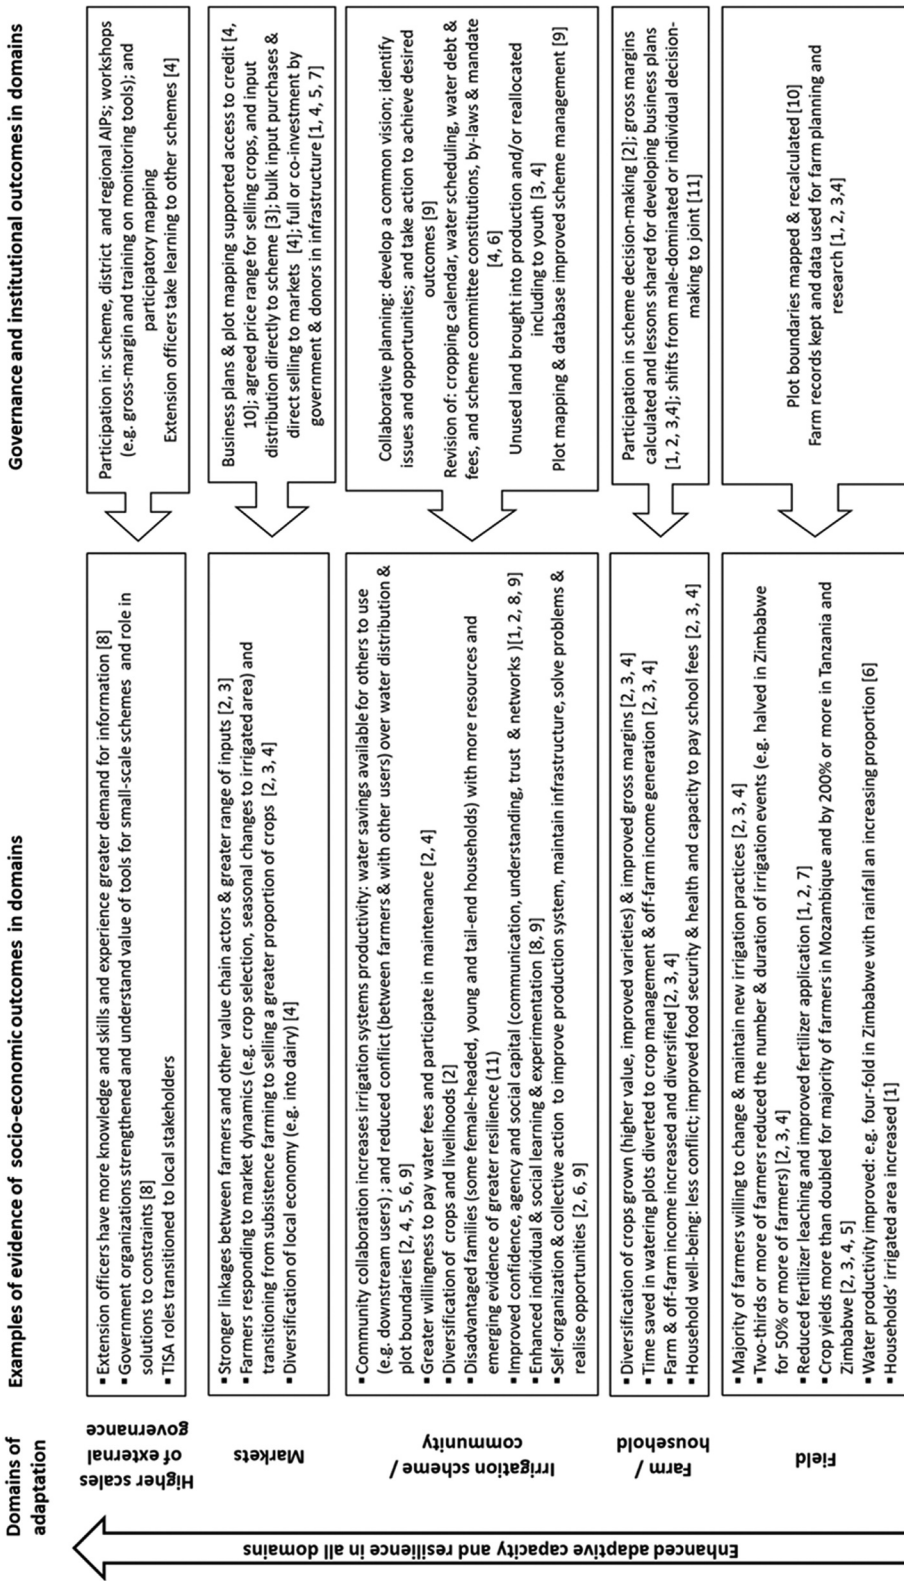 Domains of
adaptation
Examples of evidence of socio-economic outcomes in domains
Governance and institutional outcomes in domains
Enhanced adaptive capacity and resilience in all domains
Higher scales
of external
governance
▪ Extension officers have more knowledge and skills and experience greater demand for information [8]
▪ Government organizations strengthened and understand value of tools for small-scale schemes and role in
solutions to constraints [8]
▪ TISA roles transitioned to local stakeholders
Participation in: scheme, district and regional AIPs; workshops
(e.g. gross-margin and training on monitoring tools); and
participatory mapping
Extension officers take learning to other schemes [4]
Markets
▪ Stronger linkages between farmers and other value chain actors & greater range of inputs [2, 3]
▪ Farmers responding to market dynamics (e.g. crop selection, seasonal changes to irrigated area) and
transitioning from subsistence farming to selling a greater proportion of crops [2, 3, 4]
▪ Diversification of local economy (e.g. into dairy) [4]
Business plans & plot mapping supported access to credit [4,
10]; agreed price range for selling crops, and input
distribution directly to scheme [3]; bulk input purchases &
direct selling to markets [4]; full or co-investment by
government & donors in infrastructure [1, 4, 5, 7]
Irrigation scheme /
community
▪ Community collaboration increases irrigation systems productivity: water savings available for others to use
(e.g. downstream users) ; and reduced conflict (between farmers & with other users) over water distribution &
plot boundaries [2, 4, 5, 6, 9]
▪ Greater willingness to pay water fees and participate in maintenance [2, 4]
▪ Diversification of crops and livelihoods [2]
▪ Disadvantaged families (some female-headed, young and tail-end households) with more resources and
emerging evidence of greater resilience (11)
▪ Improved confidence, agency and social capital (communication, understanding, trust & networks )[1, 2, 8, 9]
▪ Enhanced individual & social learning & experimentation [8, 9]
▪ Self-organization & collective action to improve production system, maintain infrastructure, solve problems &
realise opportunities [2, 6, 9]
Collaborative planning: develop a common vision; identify
issues and opportunities; and take action to achieve desired
outcomes [9]
Revision of: cropping calendar, water scheduling, water debt &
fees, and scheme committee constitutions, by-laws & mandate
[4, 6]
Unused land brought into production and/or reallocated
including to youth [3, 4]
Plot mapping & database improved scheme management [9]
Farm /
household
▪ Diversification of crops grown (higher value, improved varieties) & improved gross margins [2, 3, 4]
▪ Time saved in watering plots diverted to crop management & off-farm income generation [2, 3, 4]
▪ Farm & off-farm income increased and diversified [2, 3, 4]
▪ Household well-being: less conflict; improved food security & health and capacity to pay school fees [2, 3, 4]
Participation in scheme decision-making [2]; gross margins
calculated and lessons shared for developing business plans
[1, 2, 3,4]; shifts from male-dominated or individual decision-
making to joint [11]
Field
▪ Majority of farmers willing to change & maintain new irrigation practices [2, 3, 4]
▪ Two-thirds or more of farmers reduced the number & duration of irrigation events (e.g. halved in Zimbabwe
for 50% or more of farmers) [2, 3, 4]
▪ Reduced fertilizer leaching and improved fertilizer application [1, 2, 7]
▪ Crop yields more than doubled for majority of farmers in Mozambique and by 200% or more in Tanzania and
Zimbabwe [2, 3, 4, 5]
▪ Water productivity improved: e.g. four-fold in Zimbabwe with rainfall an increasing proportion [6]
▪ Households' irrigated area increased [1]
Plot boundaries mapped & recalculated [10]
Farm records kept and data used for farm planning and
research [1, 2, 3,4]